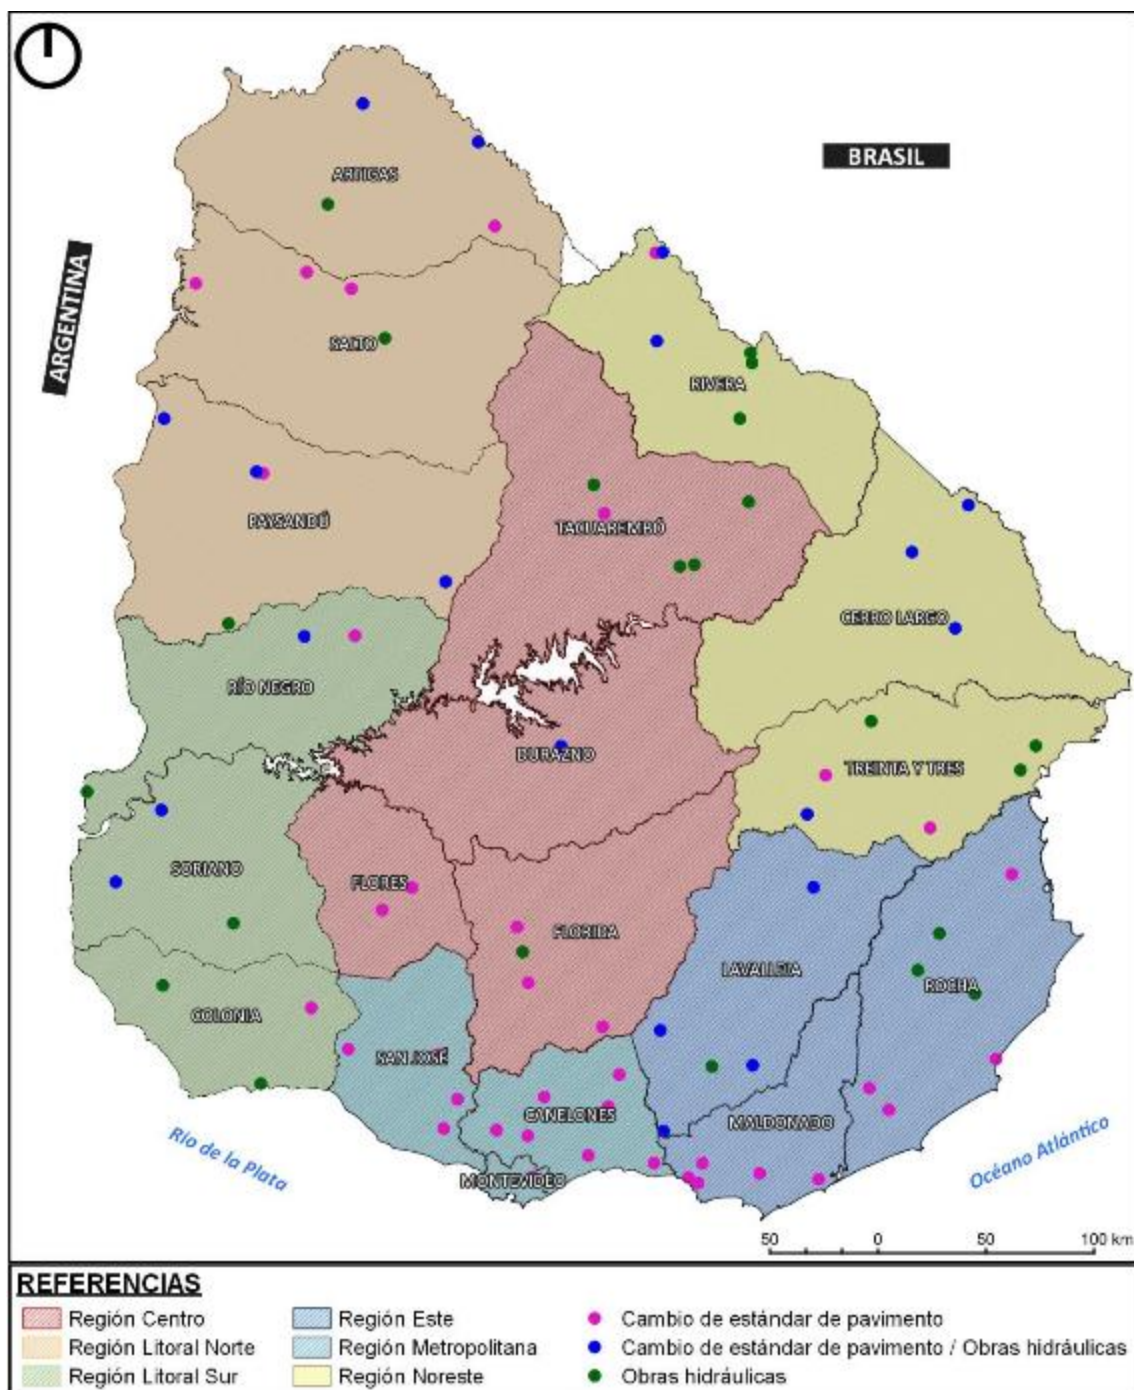 BRASIL
ARGENTINA
ARTIGAS
SALTO
RIVERA
PAYSANDÚ
TACUAREMBÓ
CERRO LARGO
RÍO NEGRO
DURAZNO
TREINTA Y TRES
SORIANO
FLORES
FLORIDA
LAVALLEJA
ROCHA
COLONIA
SAN JOSÉ
CANELONES
MALDONADO
MONTEVIDEO
Río de la Plata
Océano Atlántico
50 0 50 100 km
REFERENCIAS
Región Centro
Región Litoral Norte
Región Litoral Sur
Región Este
Región Metropolitana
Región Noreste
Cambio de estándar de pavimento
Cambio de estándar de pavimento / Obras hidráulicas
Obras hidráulicas